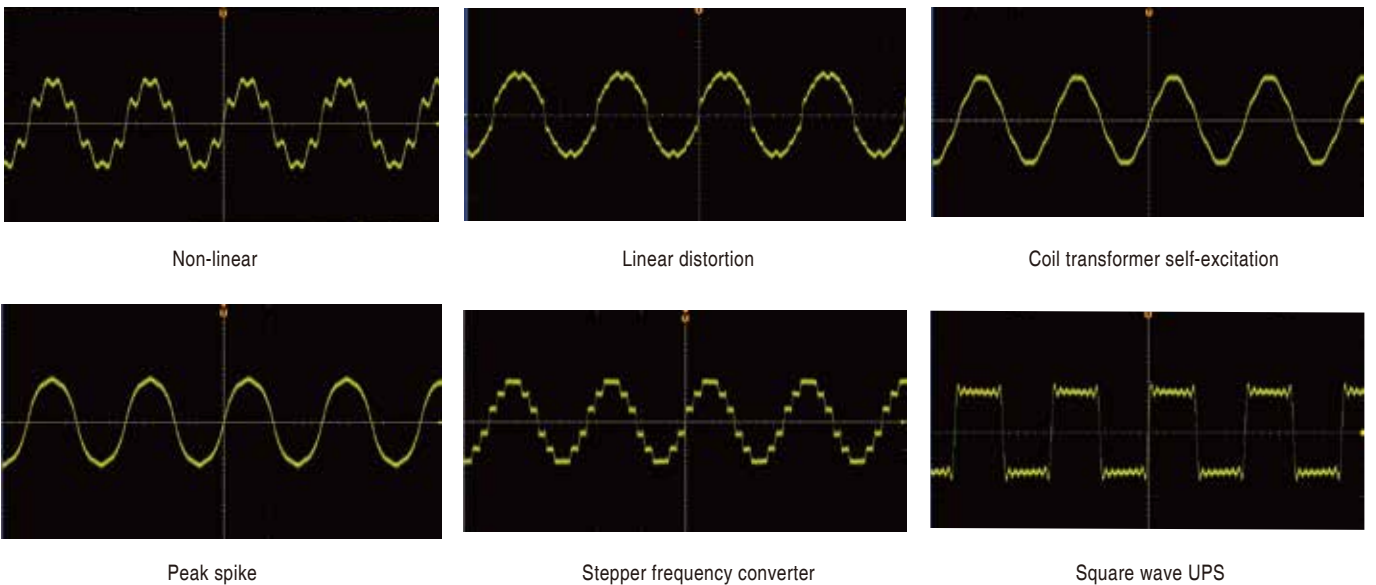 Non-linear
Linear distortion
Coil transformer self-excitation
Peak spike
Stepper frequency converter
Square wave UPS